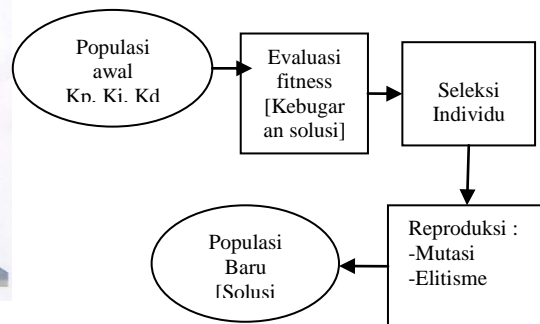 Populasi
awal
Kp, Ki, Kd
Evaluasi
fitness
[Kebugar
an solusi]
Seleksi
Individu
Reproduksi :
-Mutasi
-Elitisme
Populasi
Baru
[Solusi